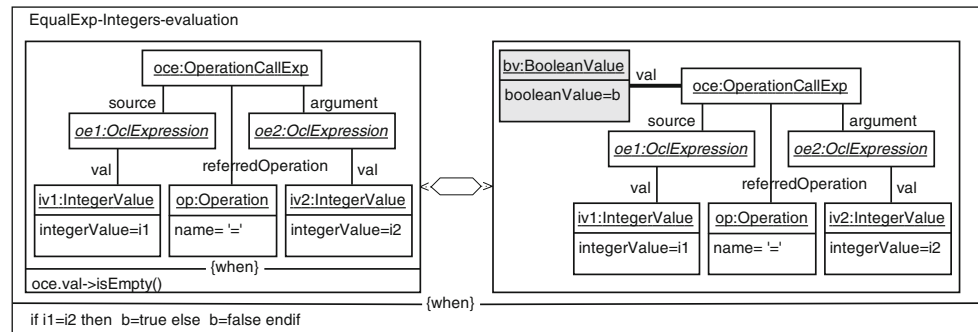 EqualExp-Integers-evaluation
oce:OperationCallExp
source
argument
oe1:OclExpression
oe2:OclExpression
val
referredOperation
val
iv1:IntegerValue
integerValue=i1
op:Operation
name= '='
iv2:IntegerValue
integerValue=i2
{when}
oce.val->isEmpty()
bv:BooleanValue
booleanValue=b
val
oce:OperationCallExp
source
argument
oe1:OclExpression
oe2:OclExpression
val
referredOperation
val
iv1:IntegerValue
integerValue=i1
op:Operation
name= '='
iv2:IntegerValue
integerValue=i2
{when}
if i1=i2 then b=true else b=false endif